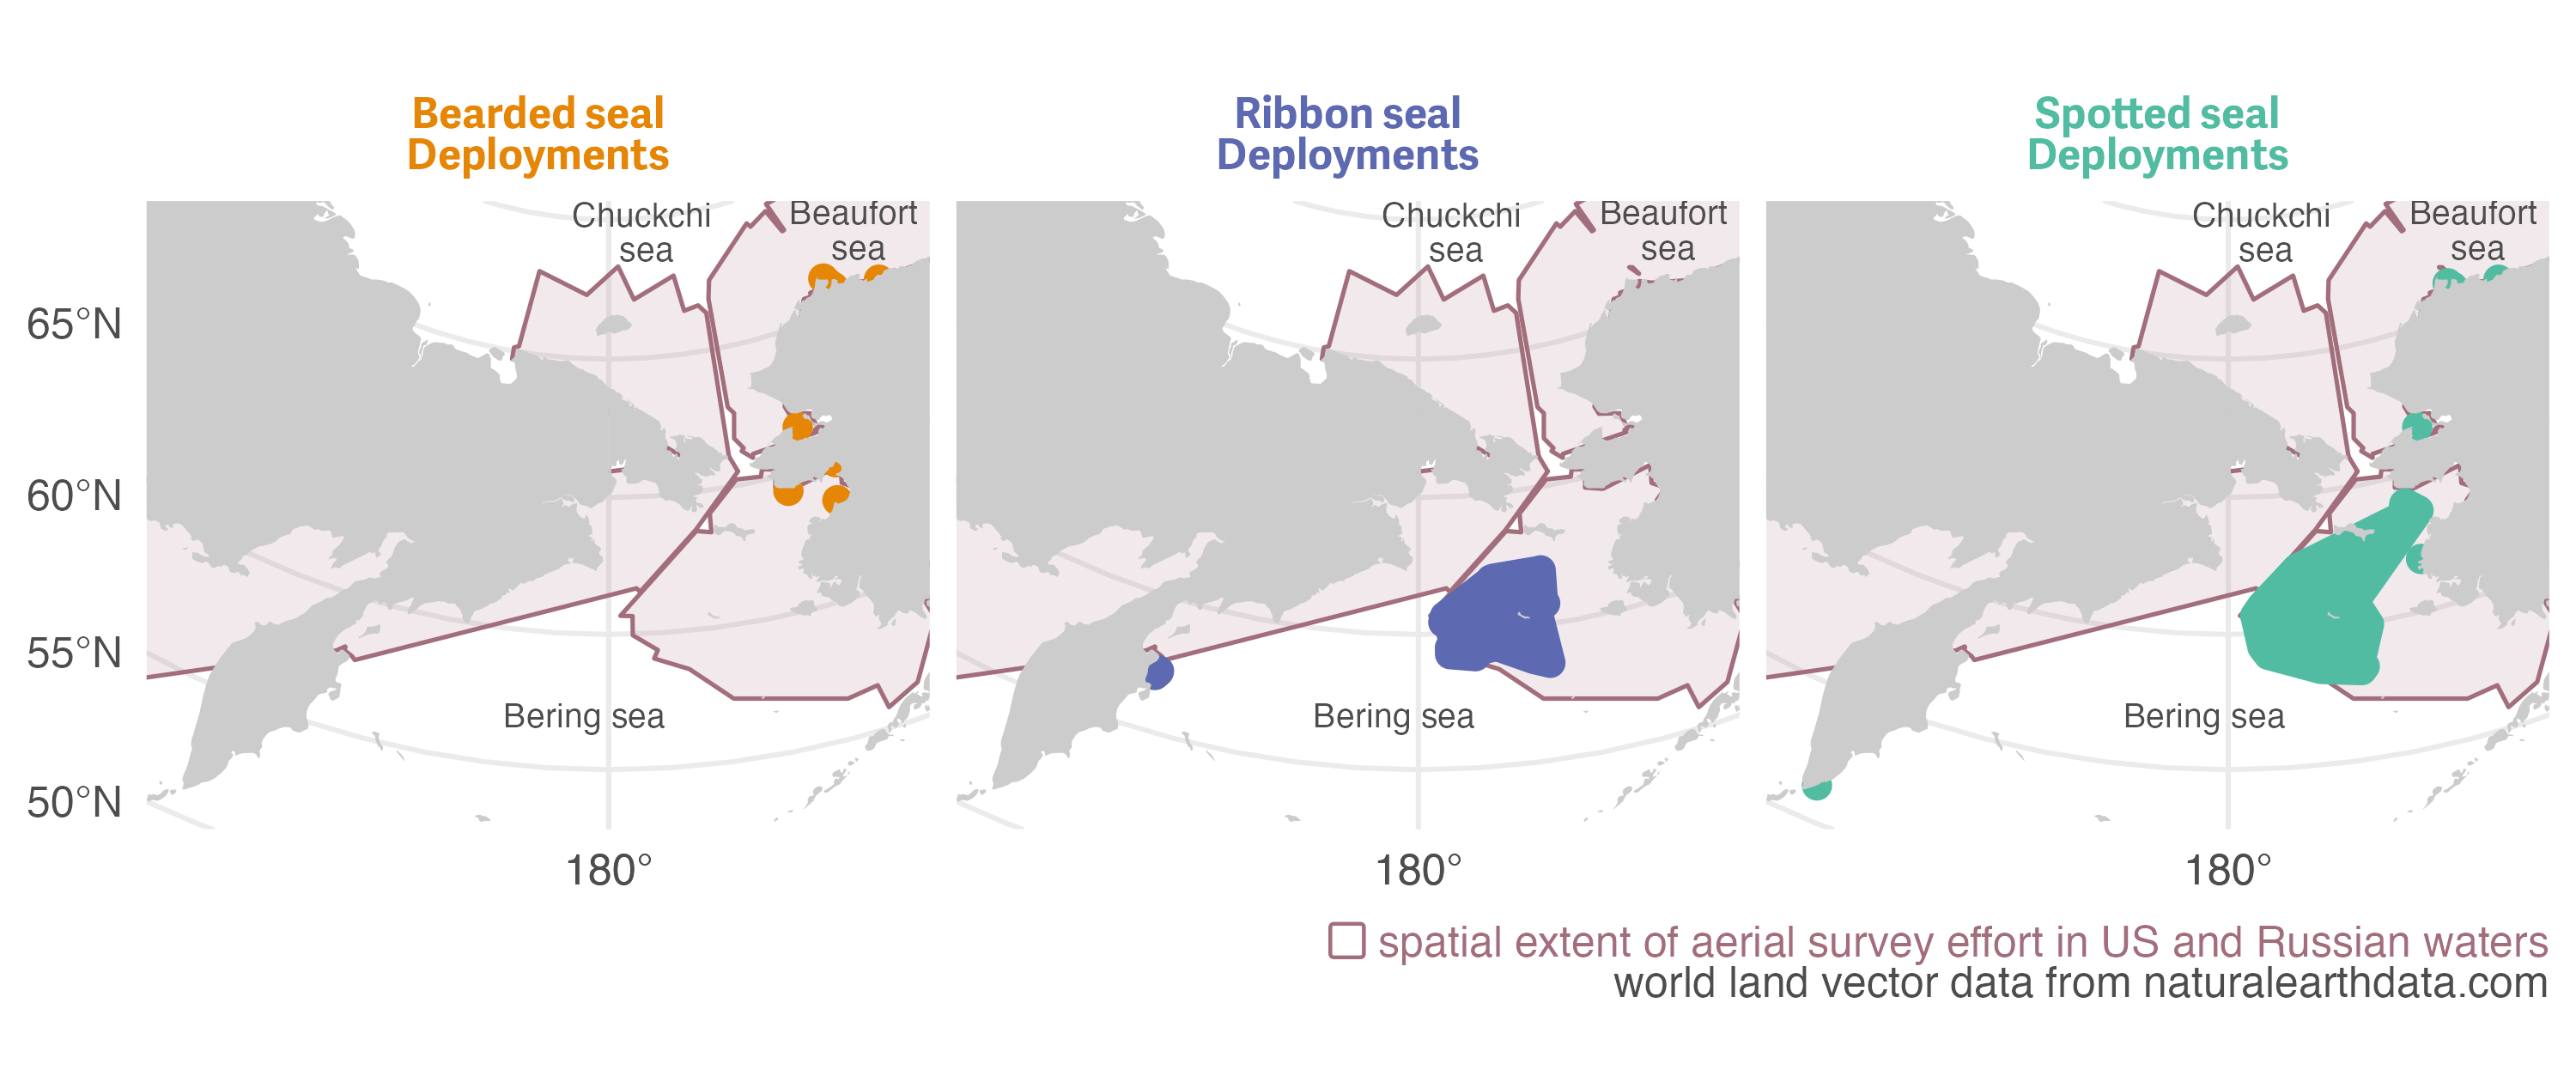 Bearded seal
Deployments
Ribbon seal
Deployments
Spotted seal
Deployments
Chuckchi
sea
Beaufort
sea
Bering sea
Chuckchi
sea
Beaufort
sea
Bering sea
Chuckchi
sea
Beaufort
sea
Bering sea
65°N
60°N
55°N
50°N
180°
180°
180°
spatial extent of aerial survey effort in US and Russian waters
world land vector data from naturalearthdata.com